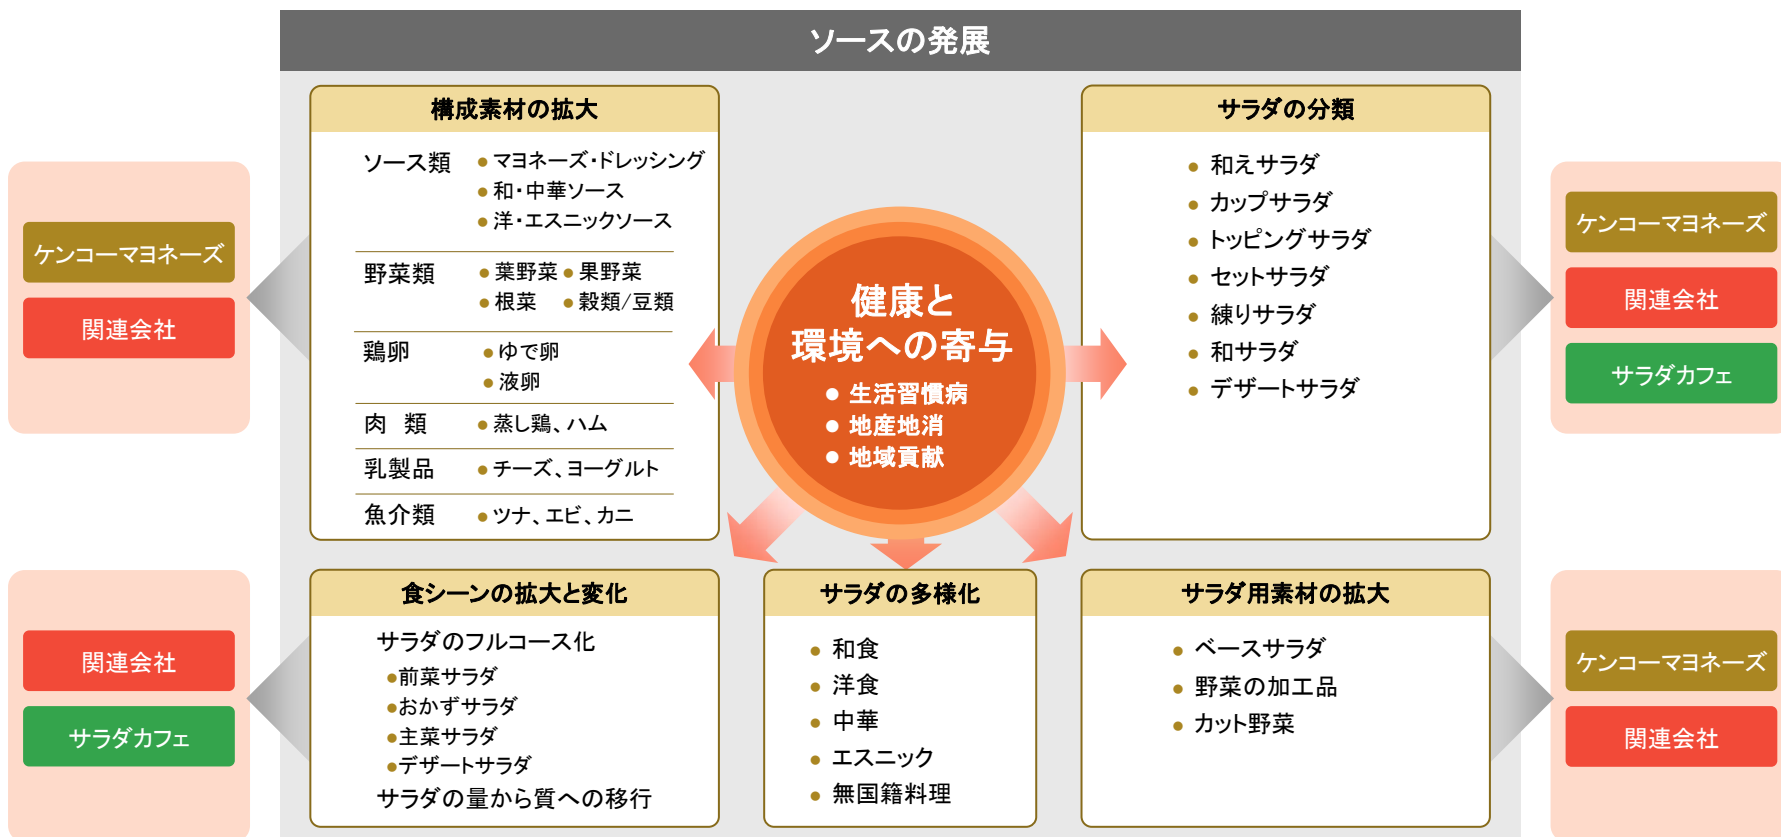 ソースの発展
構成素材の拡大
ソース類
●マヨネーズ・ドレッシング
●和・中華ソース
●洋・エスニックソース
野菜類
●葉野菜 ●果野菜
●根菜 ●穀類/豆類
鶏卵
●ゆで卵
●液卵
肉 類
●蒸し鶏、ハム
乳製品
●チーズ、ヨーグルト
魚介類
●ツナ、エビ、カニ
ケンコーマヨネーズ
関連会社
健康と
環境への寄与
●生活習慣病
●地産地消
●地域貢献
サラダの分類
●和えサラダ
●カップサラダ
●トッピングサラダ
●セットサラダ
●練りサラダ
●和サラダ
●デザートサラダ
ケンコーマヨネーズ
関連会社
サラダカフェ
食シーンの拡大と変化
サラダのフルコース化
●前菜サラダ
●おかずサラダ
●主菜サラダ
●デザートサラダ
サラダの量から質への移行
関連会社
サラダカフェ
サラダの多様化
●和食
●洋食
●中華
●エスニック
●無国籍料理
サラダ用素材の拡大
●ベースサラダ
●野菜の加工品
●カット野菜
ケンコーマヨネーズ
関連会社